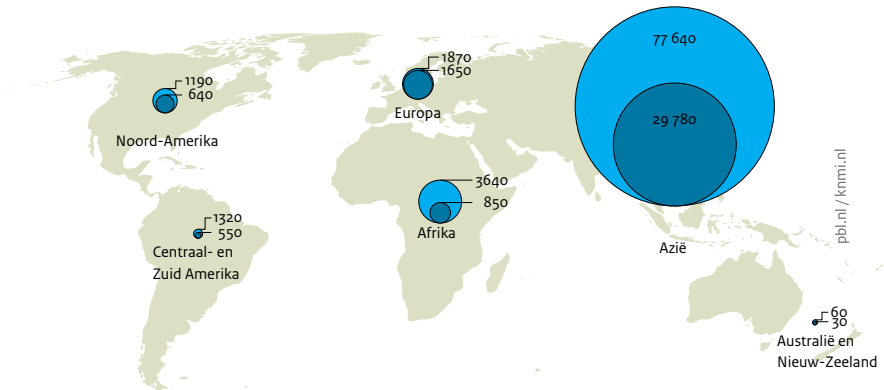 77 640
29 780
1190
640
Noord-Amerika
1870
1650
Europa
3640
850
Afrika
1320
550
Centraal- en
Zuid Amerika
Azië
60
30
Australië en
Nieuw-Zeeland
pbl.nl / knmi.nl